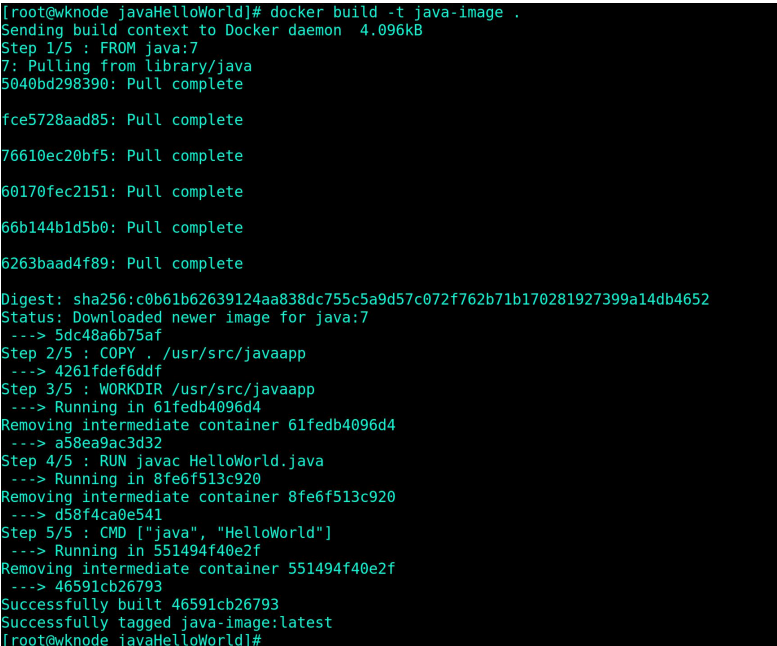 [root@wknode javaHelloWorld]# docker build -t java-image .
Sending build context to Docker daemon  4.096kB
Step 1/5 : FROM java:7
7: Pulling from library/java
5040bd298390: Pull complete
fce5728aad85: Pull complete
76610ec20bf5: Pull complete
60170fec2151: Pull complete
66b144b1d5b0: Pull complete
6263baad4f89: Pull complete
Digest: sha256:c0b61b62639124aa838dc755c5a9d57c072f762b71b170281927399a14db4652
Status: Downloaded newer image for java:7
 ---> 5dc48a6b75af
Step 2/5 : COPY . /usr/src/javaapp
 ---> 4261fdef6ddf
Step 3/5 : WORKDIR /usr/src/javaapp
 ---> Running in 61fedb4096d4
Removing intermediate container 61fedb4096d4
 ---> a58ea9ac3d32
Step 4/5 : RUN javac HelloWorld.java
 ---> Running in 8fe6f513c920
Removing intermediate container 8fe6f513c920
 ---> d58f4ca0e541
Step 5/5 : CMD ["java", "HelloWorld"]
 ---> Running in 551494f40e2f
Removing intermediate container 551494f40e2f
 ---> 46591cb26793
Successfully built 46591cb26793
Successfully tagged java-image:latest
[root@wknode javaHelloWorld]#